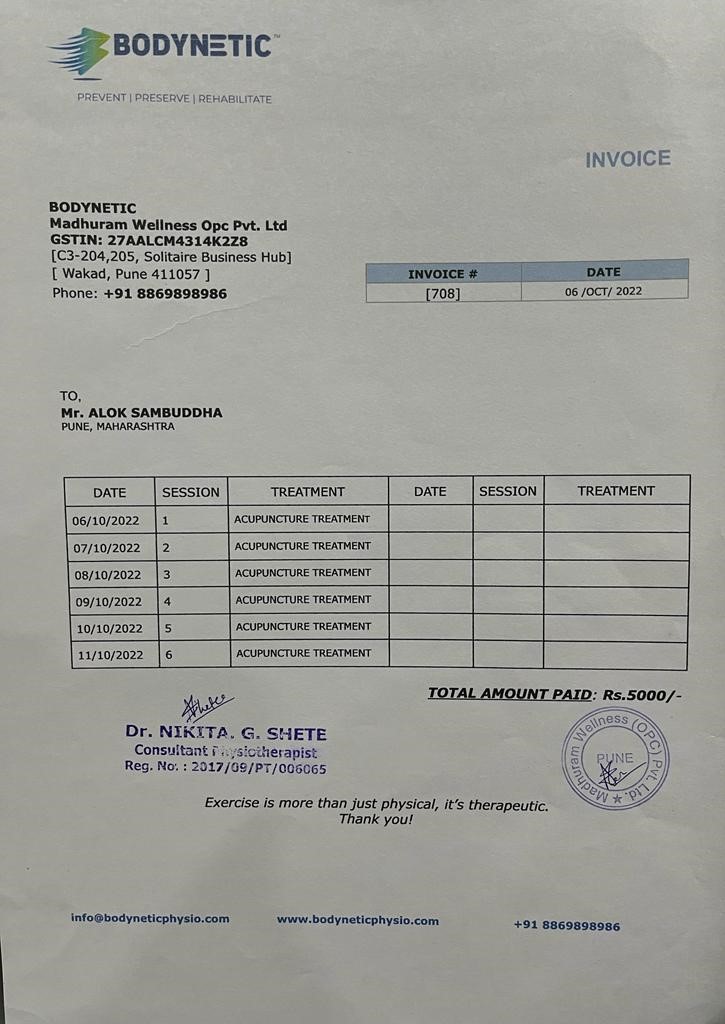 BODYNETIC™
PREVENT | PRESERVE | REHABILITATE
INVOICE
BODYNETIC
Madhuram Wellness Opc Pvt. Ltd
GSTIN: 27AALCM4314K2Z8
[C3-204,205, Solitaire Business Hub]
[ Wakad, Pune 411057 ]
Phone: +91 8869898986
INVOICE # DATE
[708] 06 /OCT/ 2022
TO,
Mr. ALOK SAMBUDDHA
PUNE, MAHARASHTRA
DATE SESSION TREATMENT DATE SESSION TREATMENT
06/10/2022 1 ACUPUNCTURE TREATMENT
07/10/2022 2 ACUPUNCTURE TREATMENT
08/10/2022 3 ACUPUNCTURE TREATMENT
09/10/2022 4 ACUPUNCTURE TREATMENT
10/10/2022 5 ACUPUNCTURE TREATMENT
11/10/2022 6 ACUPUNCTURE TREATMENT
TOTAL AMOUNT PAID: Rs.5000/-
Dr. NIKITA. G. SHETE
Consultant Physiotherapist
Reg. No. : 2017/09/PT/006065
Madhuram Wellness (OPC) Pvt. Ltd. ★
PUNE
Exercise is more than just physical, it's therapeutic.
Thank you!
info@bodyneticphysio.com www.bodyneticphysio.com +91 8869898986